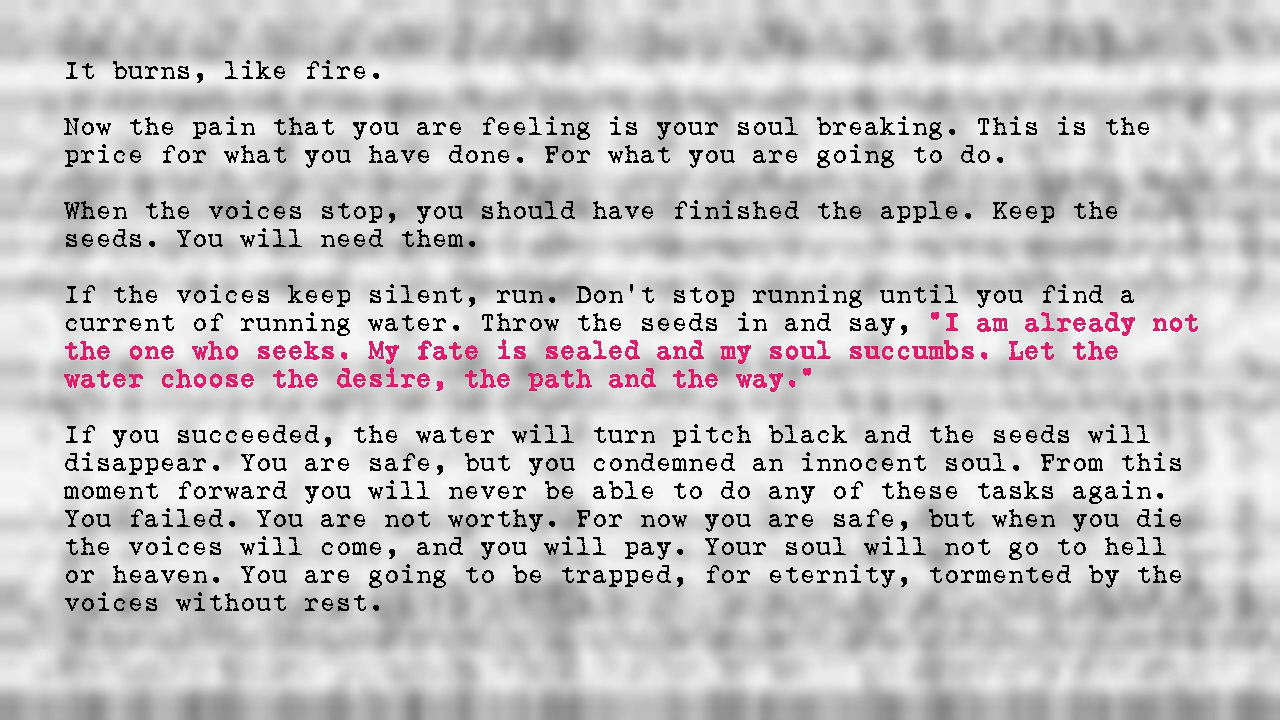 It burns, like fire.
Now the pain that you are feeling is your soul breaking. This is the
price for what you have done. For what you are going to do.
When the voices stop, you should have finished the apple. Keep the
seeds. You will need them.
If the voices keep silent, run. Don't stop running until you find a
current of running water. Throw the seeds in and say, "I am already not
the one who seeks. My fate is sealed and my soul succumbs. Let the
water choose the desire, the path and the way."
If you succeeded, the water will turn pitch black and the seeds will
disappear. You are safe, but you condemned an innocent soul. From this
moment forward you will never be able to do any of these tasks again.
You failed. You are not worthy. For now you are safe, but when you die
the voices will come, and you will pay. Your soul will not go to hell
or heaven. You are going to be trapped, for eternity, tormented by the
voices without rest.